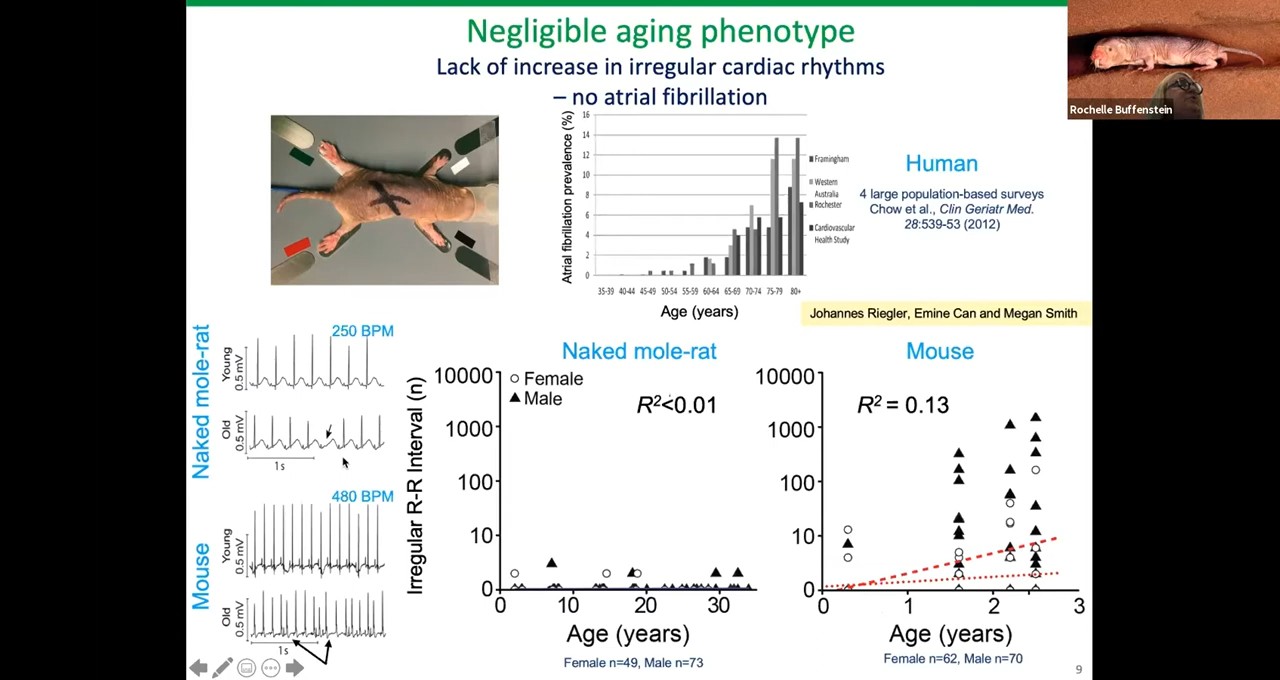 Negligible aging phenotype
Lack of increase in irregular cardiac rhythms
– no atrial fibrillation
Rochelle Buffenstein
Atrial fibrillation prevalence (%)
16
14
12
10
8
6
4
2
0
35-39 40-44 45-49 50-54 55-59 60-64 65-69 70-74 75-79 80+
Age (years)
Framingham
Western
Australia
Rochester
Cardiovascular
Health Study
Human
4 large population-based surveys
Chow et al., Clin Geriatr Med.
28:539-53 (2012)
Johannes Riegler, Emine Can and Megan Smith
Naked mole-rat
250 BPM
Young
0.5 mV
Old
0.5 mV
1 s
Mouse
480 BPM
Young
0.5 mV
Old
0.5 mV
1s
Naked mole-rat
Irregular R-R Interval (n)
10000
1000
100
10
0
Female
Male
R²<0.01
0 10 20 30
Age (years)
Female n=49, Male n=73
Mouse
10000
1000
100
10
0
R² = 0.13
0 1 2 3
Age (years)
Female n=62, Male n=70
9